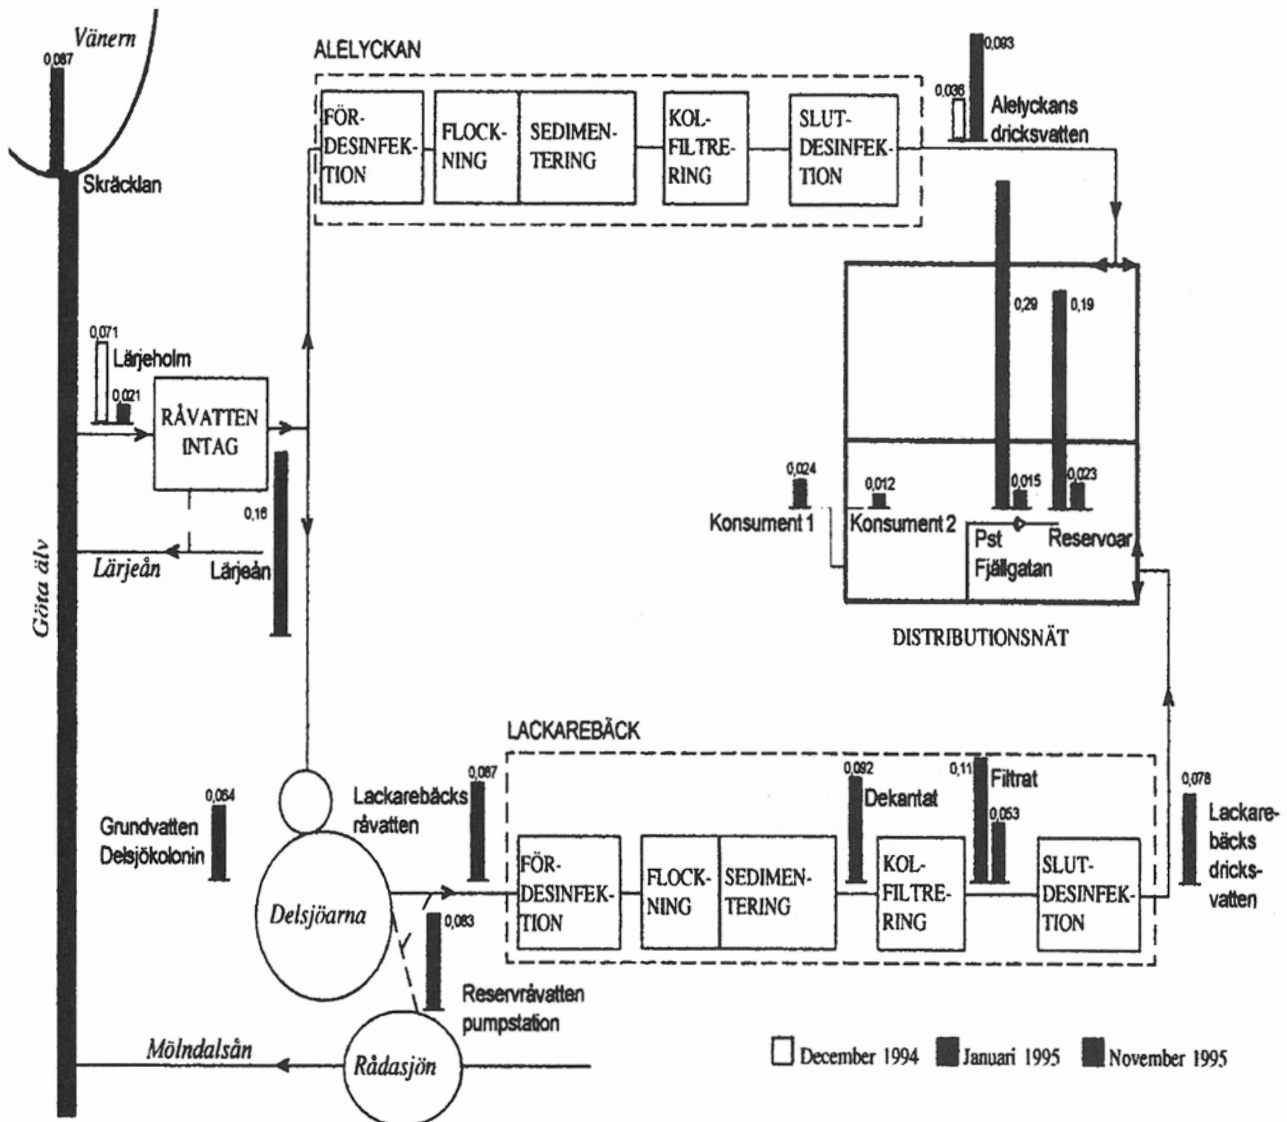 Vänern
0,087
Skräcklan
ALELYCKAN
FÖR-
DESINFEK-
TION
FLOCK-
NING
SEDIMEN-
TERING
KOL-
FILTRE-
RING
SLUT-
DESINFEK-
TION
0,036
0,093
Alelyckans
dricksvatten
0,071
Lärjeholm
0,021
RÅVATTEN
INTAG
0,16
Lärjeån
Lärjeån
Göta älv
0,29
0,19
0,024
0,012
0,015
0,023
Konsument 1
Konsument 2
Pst
Fjällgatan
Reservoar
DISTRIBUTIONSNÄT
LACKAREBÄCK
0,064
Grundvatten
Delsjökolonin
Lackarebäcks
råvatten
0,087
Delsjöarna
FÖR-
DESINFEK-
TION
FLOCK-
NING
SEDIMEN-
TERING
0,092
Dekantat
KOL-
FILTRE-
RING
0,11
Filtrat
0,053
SLUT-
DESINFEK-
TION
0,078
Lackare-
bäcks
dricks-
vatten
0,083
Reservråvatten
pumpstation
Mölndalsån
Rådasjön
December 1994
Januari 1995
November 1995